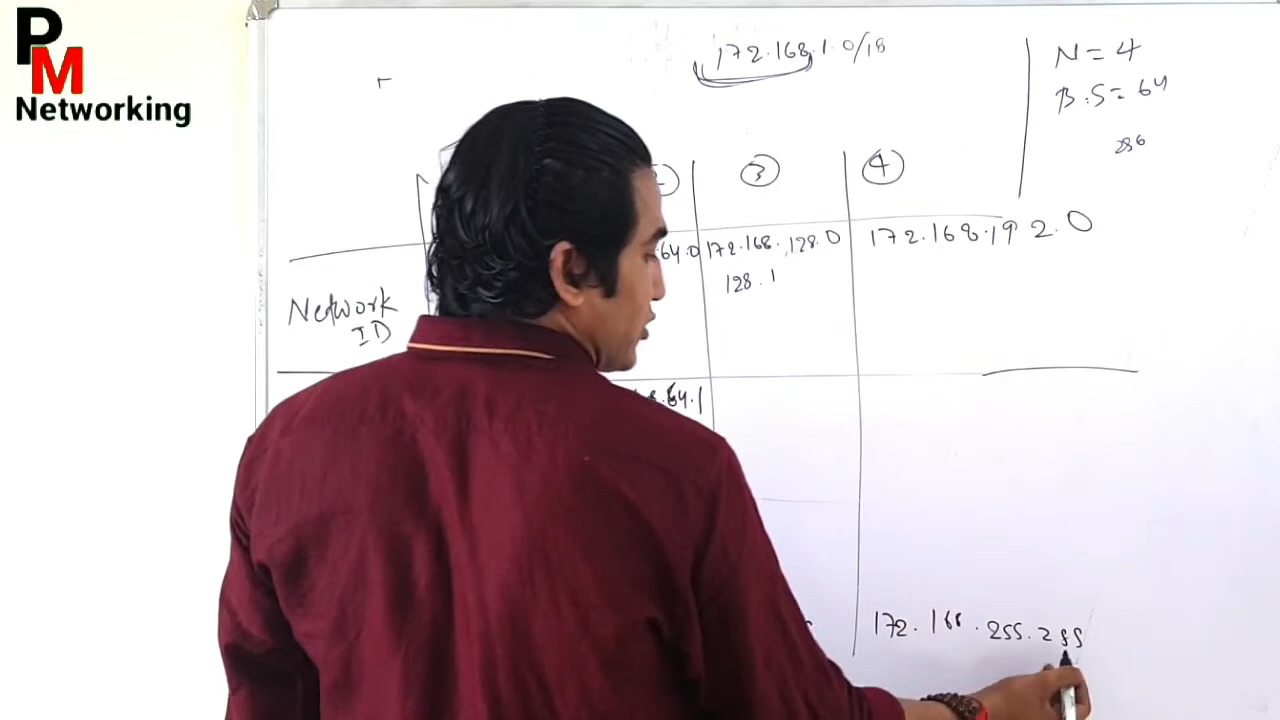 PM
Networking
172.168.1.0/18
N = 4
B.S = 64
256
3
4
.64.0
172.168.128.0
172.168.192.0
128.1
Network
ID
.64.1
172.168.255.255